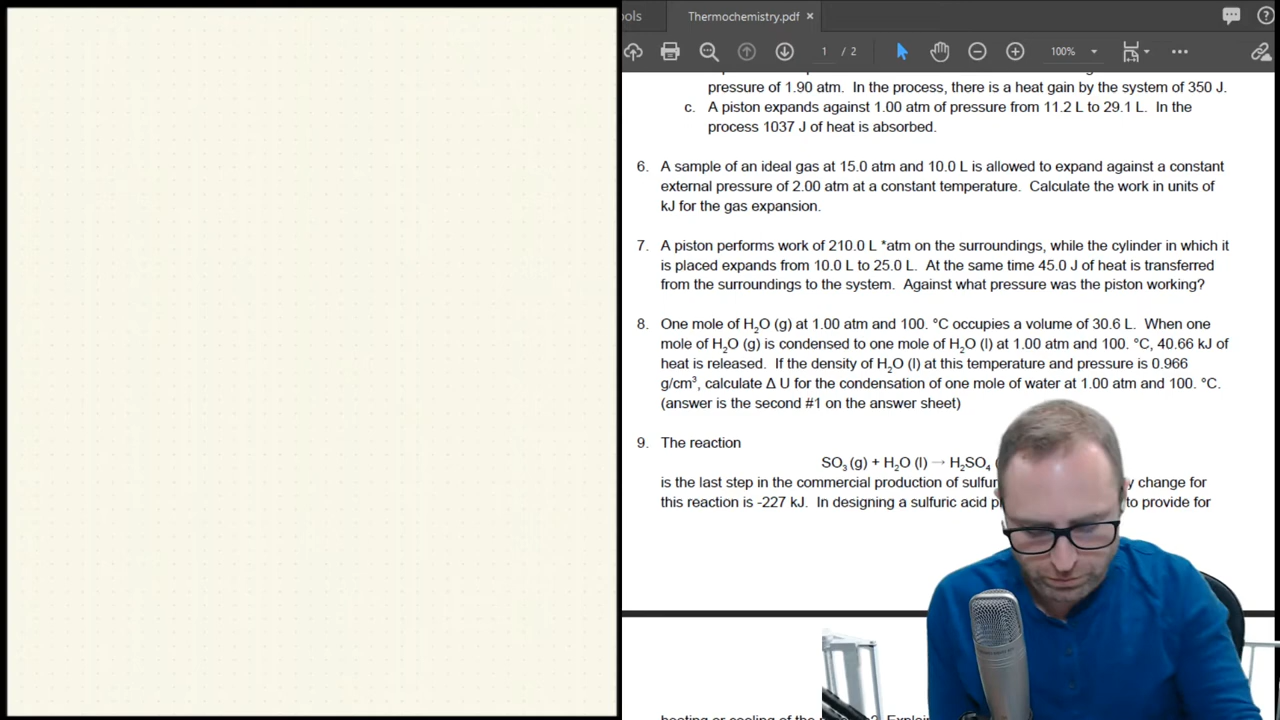 ols
Thermochemistry.pdf ×
1 / 2
100%
pressure of 1.90 atm. In the process, there is a heat gain by the system of 350 J.
c. A piston expands against 1.00 atm of pressure from 11.2 L to 29.1 L. In the
process 1037 J of heat is absorbed.
6. A sample of an ideal gas at 15.0 atm and 10.0 L is allowed to expand against a constant
external pressure of 2.00 atm at a constant temperature. Calculate the work in units of
kJ for the gas expansion.
7. A piston performs work of 210.0 L *atm on the surroundings, while the cylinder in which it
is placed expands from 10.0 L to 25.0 L. At the same time 45.0 J of heat is transferred
from the surroundings to the system. Against what pressure was the piston working?
8. One mole of H₂O (g) at 1.00 atm and 100. °C occupies a volume of 30.6 L. When one
mole of H₂O (g) is condensed to one mole of H₂O (l) at 1.00 atm and 100. °C, 40.66 kJ of
heat is released. If the density of H₂O (l) at this temperature and pressure is 0.966
g/cm³, calculate Δ U for the condensation of one mole of water at 1.00 atm and 100. °C.
(answer is the second #1 on the answer sheet)
9. The reaction
SO₃ (g) + H₂O (l) → H₂SO₄ (
is the last step in the commercial production of sulfur y change for
this reaction is -227 kJ. In designing a sulfuric acid p to provide for
heating or cooling of the